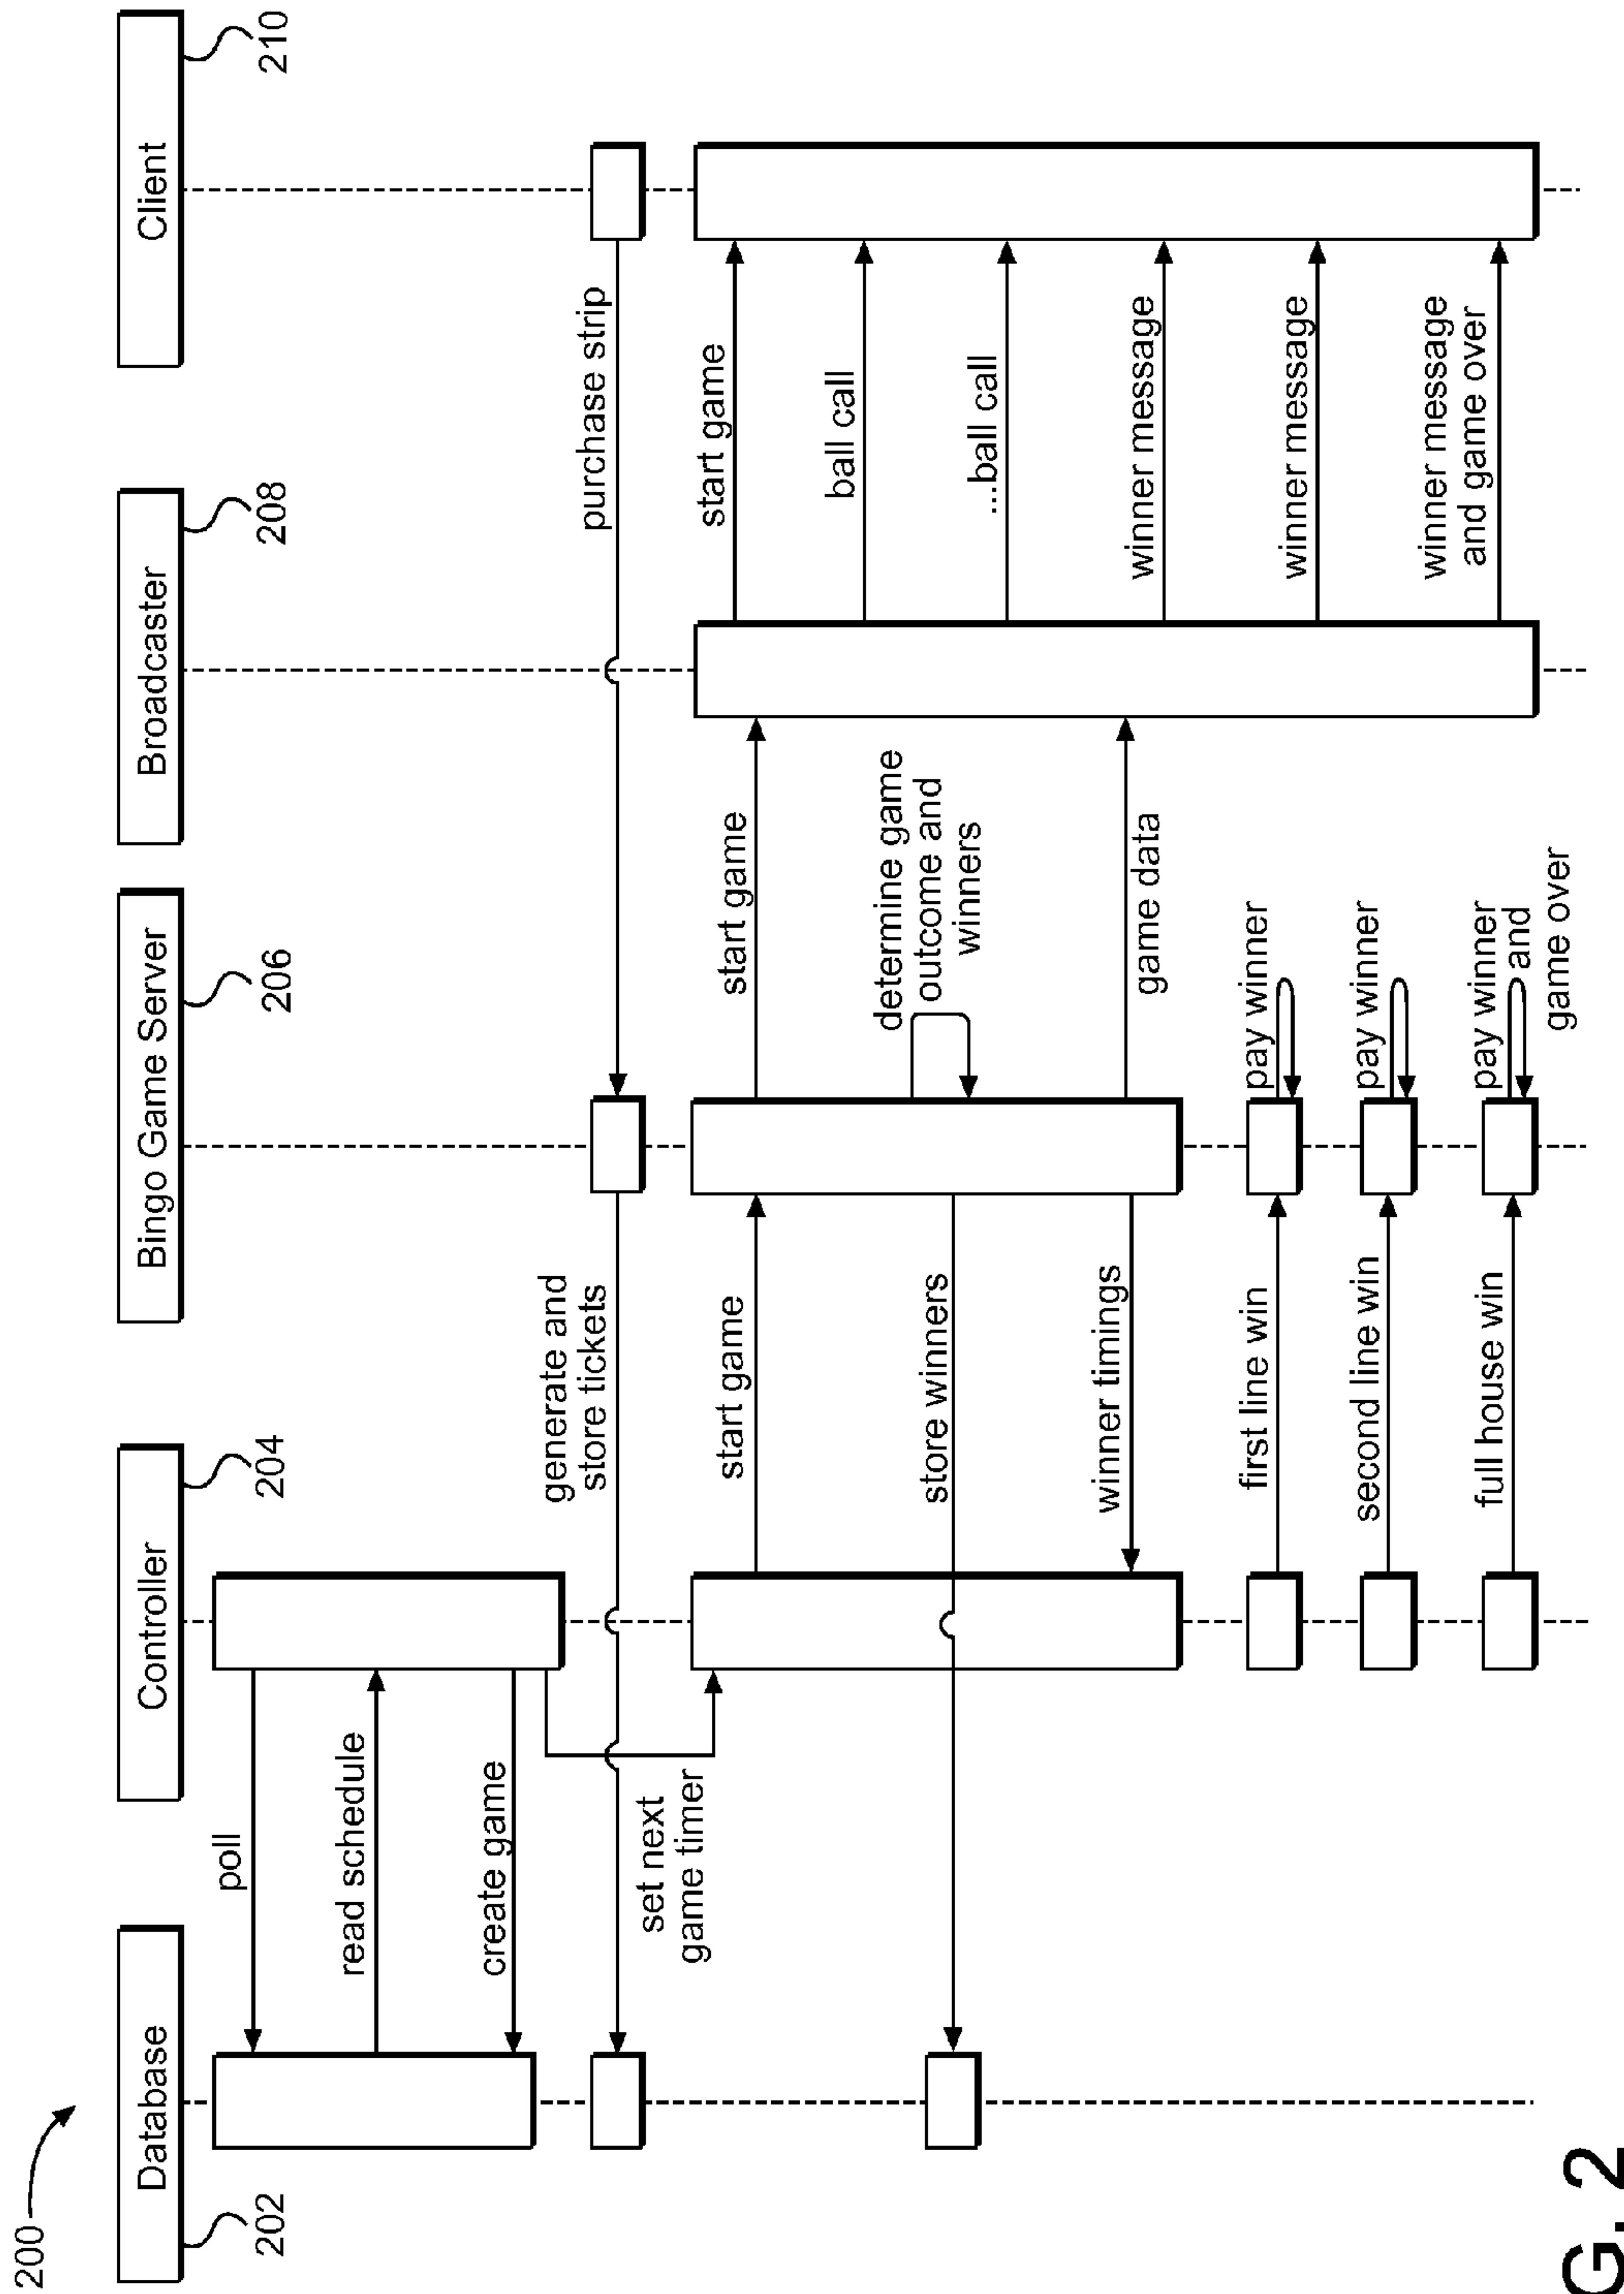 200
Database
Controller
Bingo Game Server
Broadcaster
Client
202
204
206
208
210
poll
read schedule
create game
generate and
store tickets
purchase strip
set next
game timer
start game
start game
start game
ball call
determine game
outcome and
winners
store winners
...ball call
winner timings
game data
winner message
first line win
pay winner
winner message
second line win
pay winner
winner message
and game over
full house win
pay winner
and
game over
G. 2